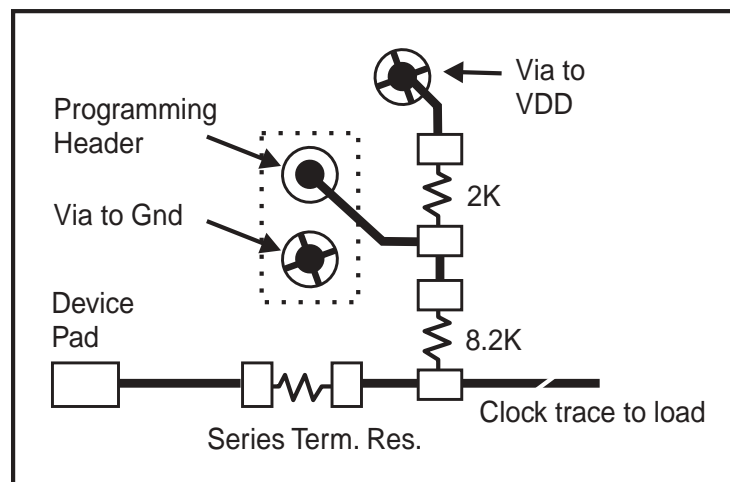 Via to
VDD
Programming
Header
2K
Via to Gnd
Device
Pad
8.2K
Clock trace to load
Series Term. Res.